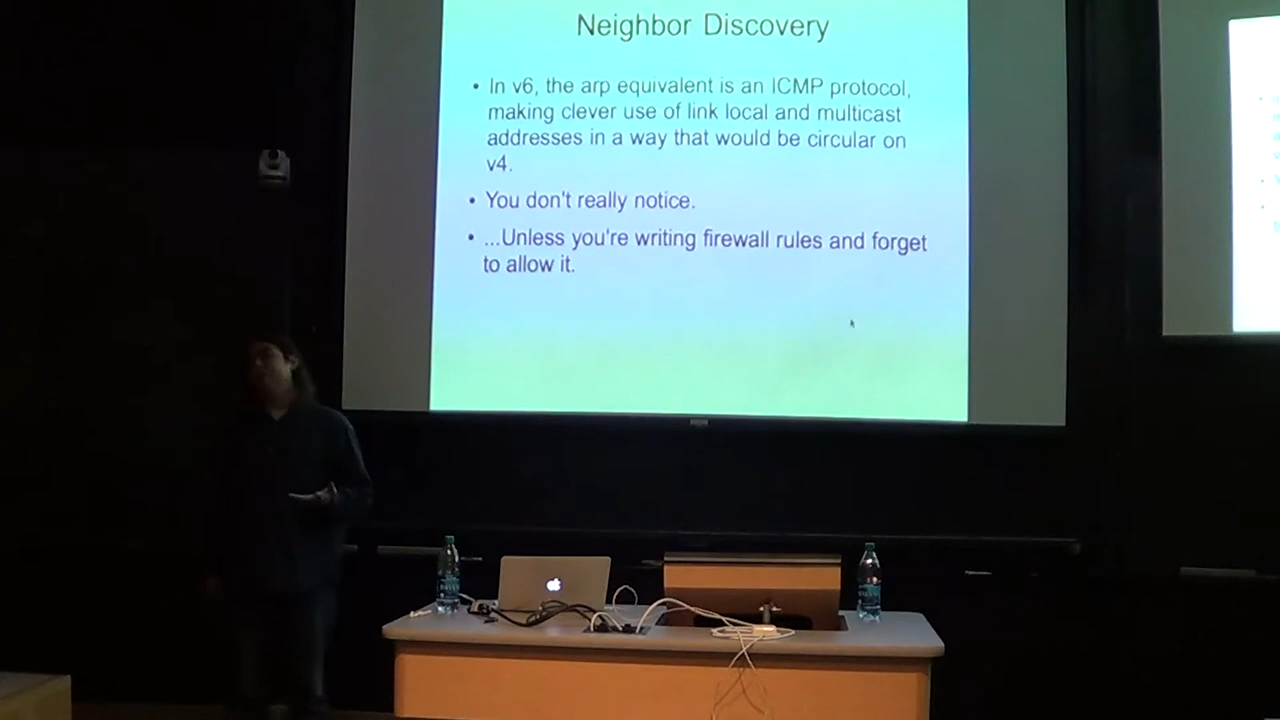 Neighbor Discovery
• In v6, the arp equivalent is an ICMP protocol,
making clever use of link local and multicast
addresses in a way that would be circular on
v4.
• You don't really notice.
• ...Unless you're writing firewall rules and forget
to allow it.